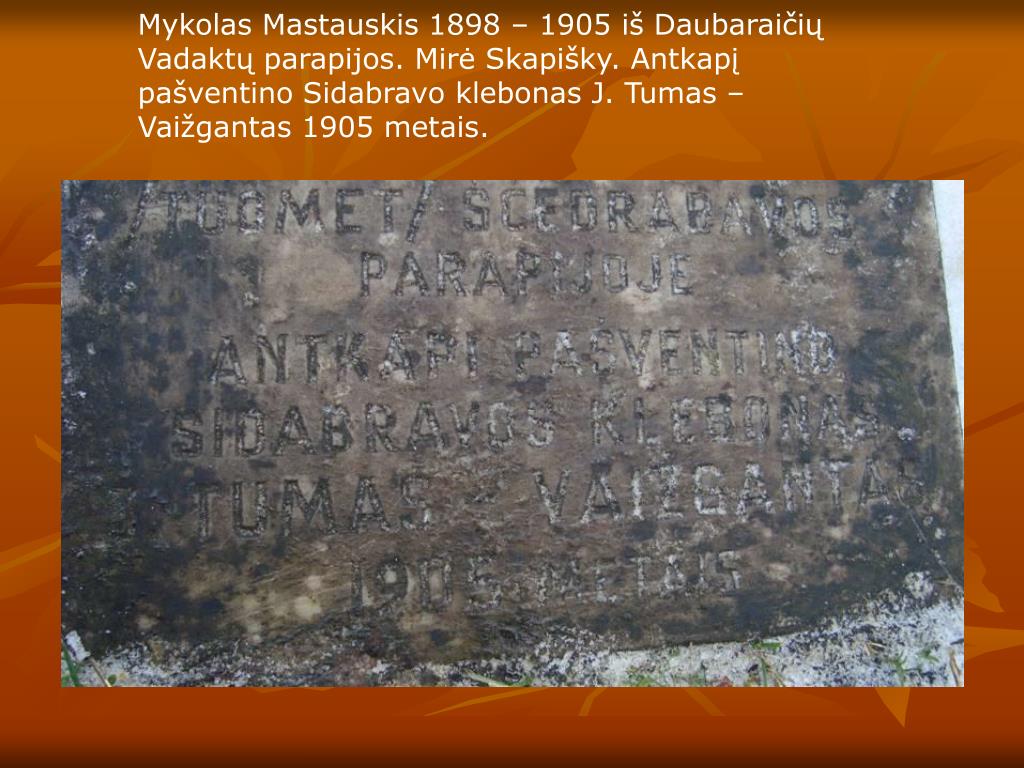 Mykolas Mastauskis 1898 – 1905 iš Daubaraičių
Vadaktų parapijos. Mirė Skapišky. Antkapį
pašventino Sidabravo klebonas J. Tumas –
Vaižgantas 1905 metais.
/TUOMET/ ŠCEDRABAVOS
PARAPIJOJE
ANTKAPI PAŠVENTINO
SIDABRAVOS KLEBONAS
J. TUMAS – VAIŽGANTAS
1905 METAIS